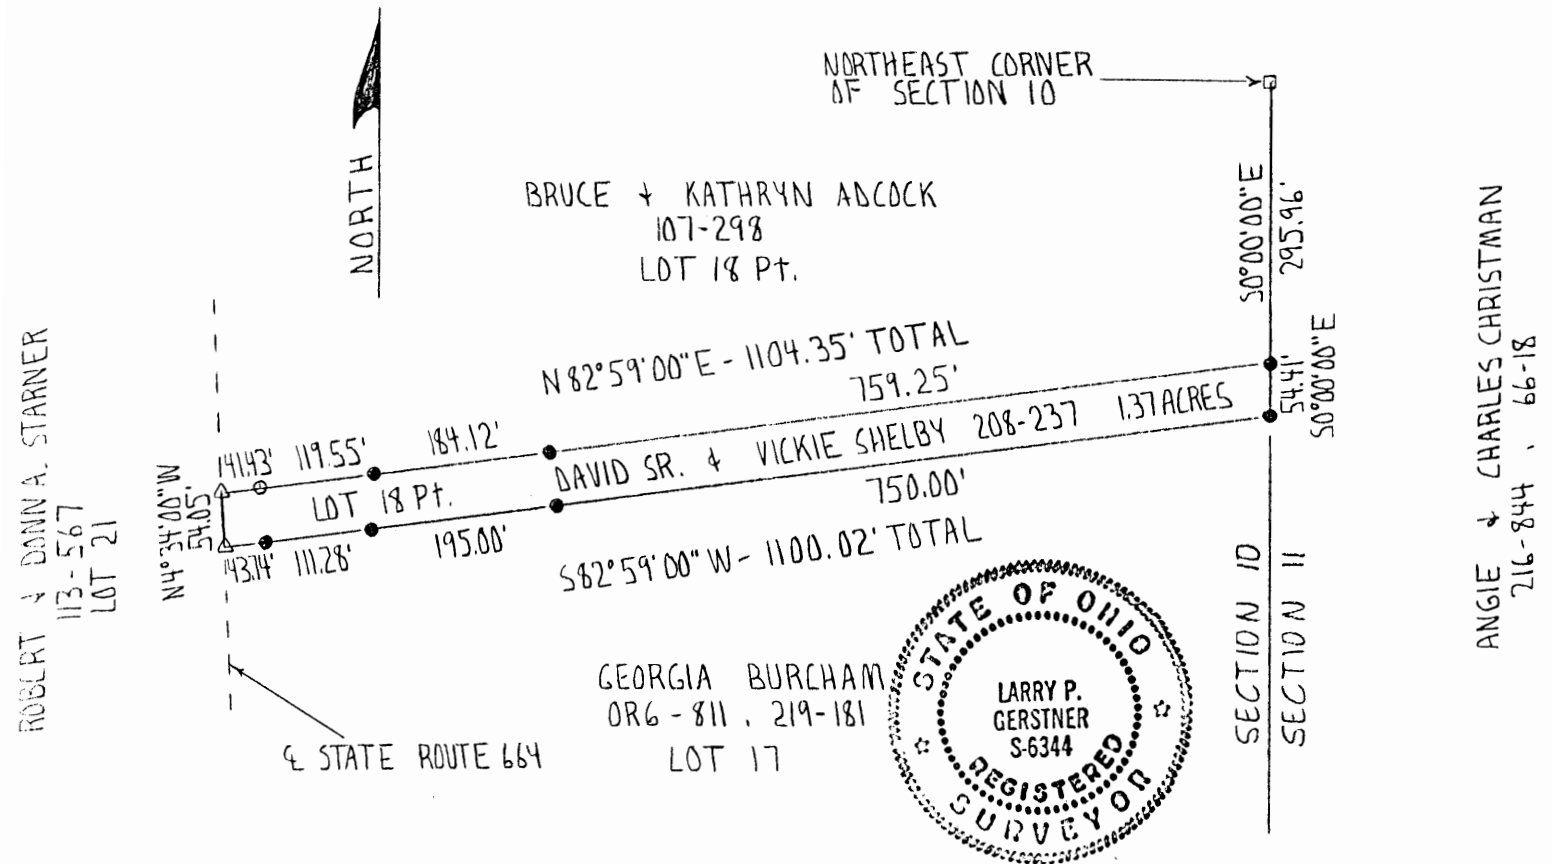 NORTHEAST CORNER
OF SECTION 10
NORTH
BRUCE & KATHRYN ADCOCK
107-298
LOT 18 Pt.
S0°00'00"E
295.96'
ANGIE & CHARLES CHRISTMAN
216-844 , 66-18
ROBERT & DONNA STARNER
113-567
LOT 21
N 82°59'00"E - 1104.35' TOTAL
759.25'
54.41'
S0°00'00"E
41.43'
119.55'
184.12'
DAVID SR. & VICKIE SHELBY 208-237 1.37 ACRES
N4°34'00"W
54.05'
LOT 18 Pt.
43.74'
111.28'
195.00'
750.00'
S82°59'00"W - 1100.02' TOTAL
GEORGIA BURCHAM
OR6-811 , 219-181
LOT 17
℄ STATE ROUTE 664
STATE OF OHIO
LARRY P.
GERSTNER
S-6344
REGISTERED
SURVEYOR
SECTION 10
SECTION 11